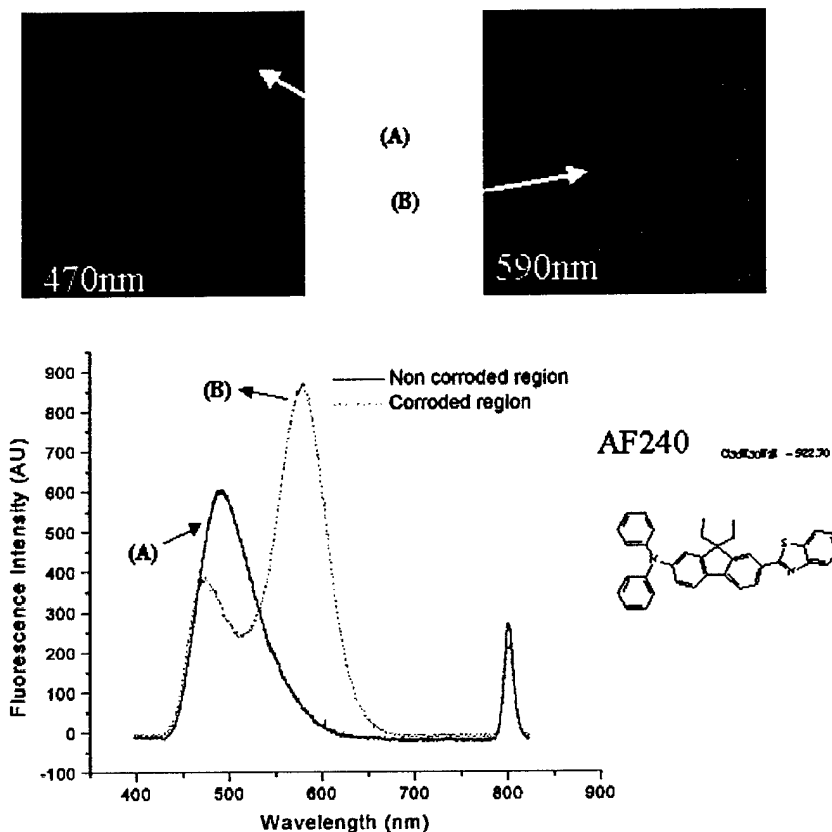 (A)
(B)
470nm
590nm
900
800
700
600
500
400
300
200
100
0
-100
Fluorescence Intensity (AU)
(B)
(A)
Non corroded region
Corroded region
400
500
600
700
800
900
Wavelength (nm)
AF240
N
S
N